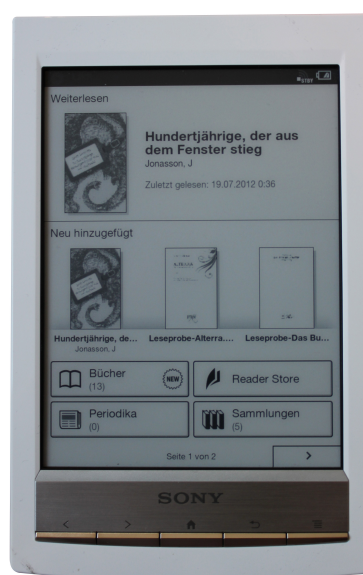 STBY
Weiterlesen
Hundertjährige, der aus
dem Fenster stieg
Jonasson, J
Zuletzt gelesen: 19.07.2012 0:36
Neu hinzugefügt
Hundertjährige, de...
Jonasson, J
Leseprobe-Alterra....
Leseprobe-Das Bu...
Bücher
(13)
NEW
Reader Store
Periodika
(0)
Sammlungen
(5)
Seite 1 von 2
SONY